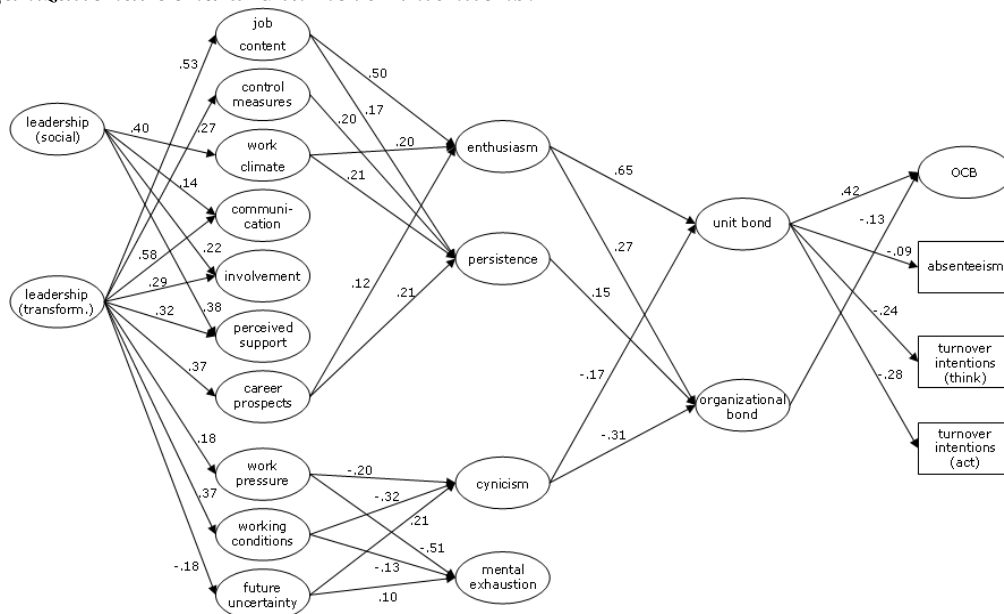 leadership
(social)
leadership
(transform.)
.53
.27
.40
.14
.58
.22
.29
.32
.38
.37
.18
.37
-.18
job
content
control
measures
work
climate
communi-
cation
involvement
perceived
support
career
prospects
work
pressure
working
conditions
future
uncertainty
.50
.17
.20
.20
.21
.12
.21
-.20
-.32
.21
-.51
-.13
.10
enthusiasm
persistence
cynicism
mental
exhaustion
.65
.27
.15
-.17
-.31
unit bond
organizational
bond
.42
-.13
-.09
-.24
-.28
OCB
absenteeism
turnover
intentions
(think)
turnover
intentions
(act)